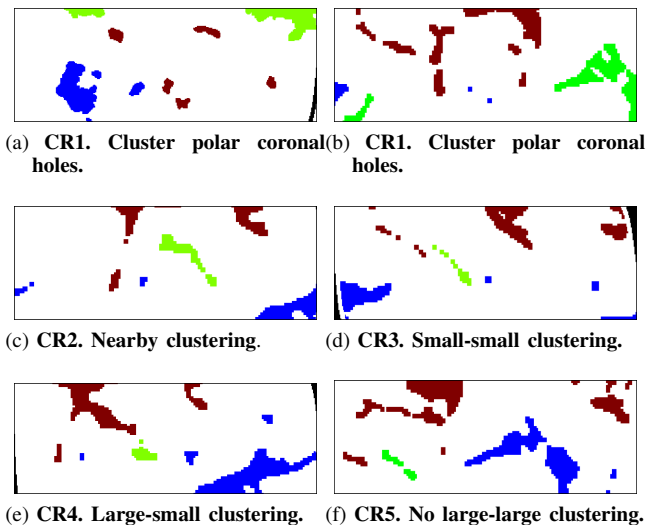 (a) CR1. Cluster polar coronal
holes.
(b) CR1. Cluster polar coronal
holes.
(c) CR2. Nearby clustering.
(d) CR3. Small-small clustering.
(e) CR4. Large-small clustering.
(f) CR5. No large-large clustering.